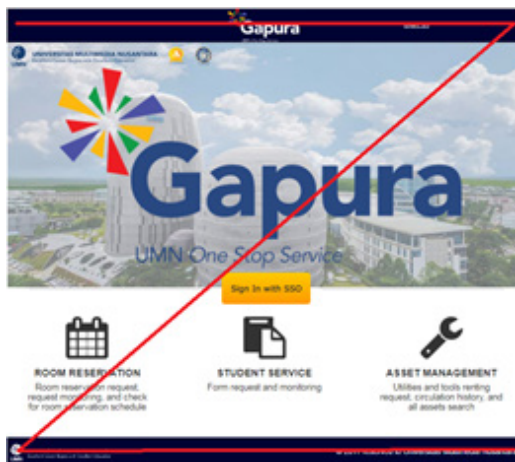 Gapura
UNIVERSITAS MULTIMEDIA NUSANTARA
UMN
Gapura
UMN One Stop Service
Sign In with SSO
ROOM RESERVATION
Room reservation request,
request monitoring, and check
for room reservation schedule
STUDENT SERVICE
Form request and monitoring
ASSET MANAGEMENT
Utilities and tools renting
request, circulation history, and
all assets search
UMN